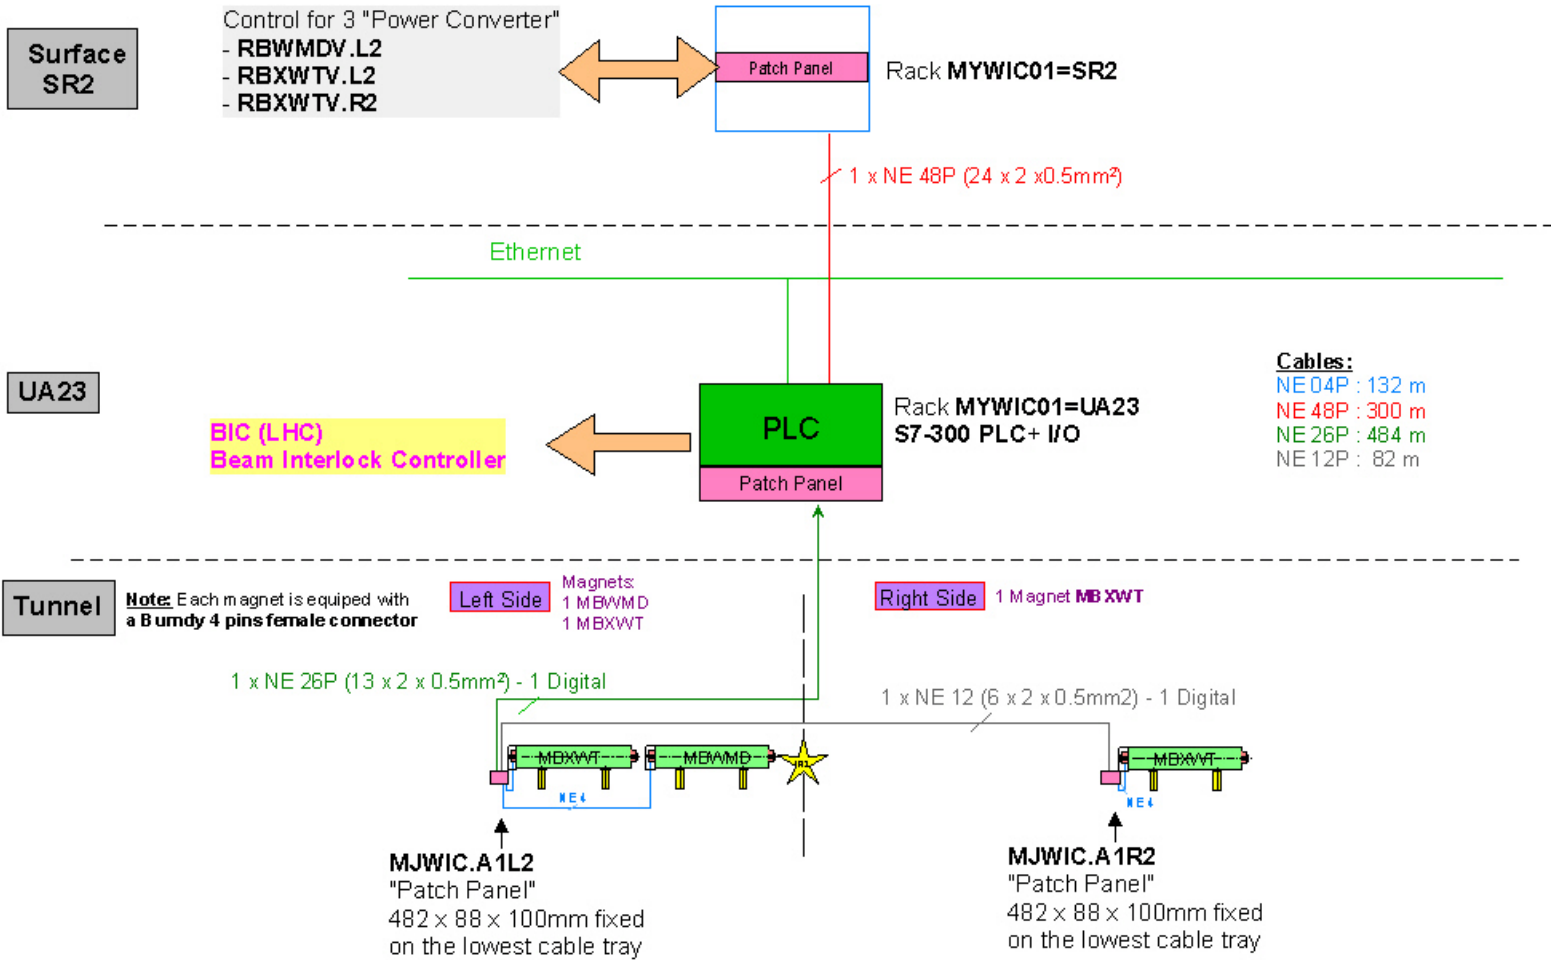 Surface
SR2
Control for 3 "Power Converter"
- RBWMDV.L2
- RBXWTV.L2
- RBXWTV.R2
Patch Panel
Rack MYWIC01=SR2
1 x NE 48P (24 x 2 x0.5mm²)
Ethernet
UA23
BIC (LHC)
Beam Interlock Controller
PLC
Patch Panel
Rack MYWIC01=UA23
S7-300 PLC+ I/O
Cables:
NE 04P : 132 m
NE 48P : 300 m
NE 26P : 484 m
NE 12P : 82 m
Tunnel
Note: Each magnet is equiped with
a Burndy 4 pins female connector
Left Side
Magnets:
1 MBWMD
1 MBXWT
Right Side
1 Magnet MBXWT
1 x NE 26P (13 x 2 x 0.5mm²) - 1 Digital
1 x NE 12 (6 x 2 x 0.5mm2) - 1 Digital
MBXWT
MBWMD
MBXWT
NE4
NE4
MJWIC.A1L2
"Patch Panel"
482 x 88 x 100mm fixed
on the lowest cable tray
MJWIC.A1R2
"Patch Panel"
482 x 88 x 100mm fixed
on the lowest cable tray